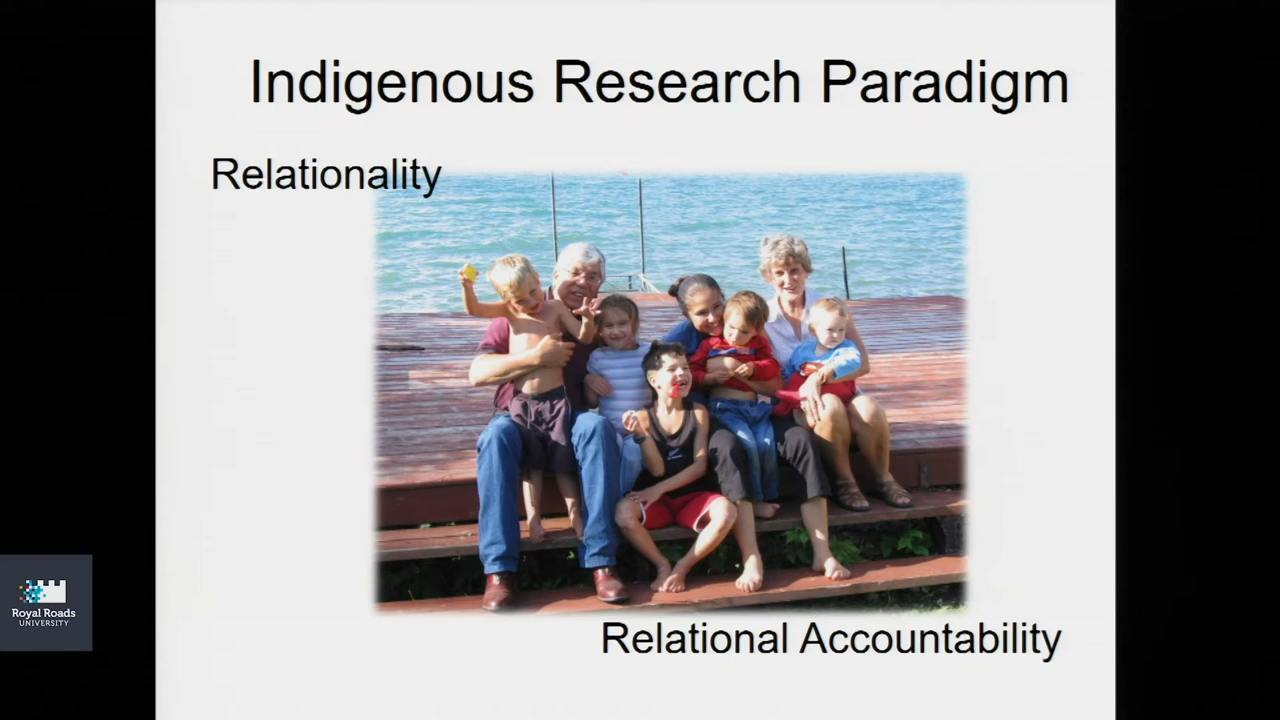 Indigenous Research Paradigm
Relationality
Relational Accountability
Royal Roads
UNIVERSITY